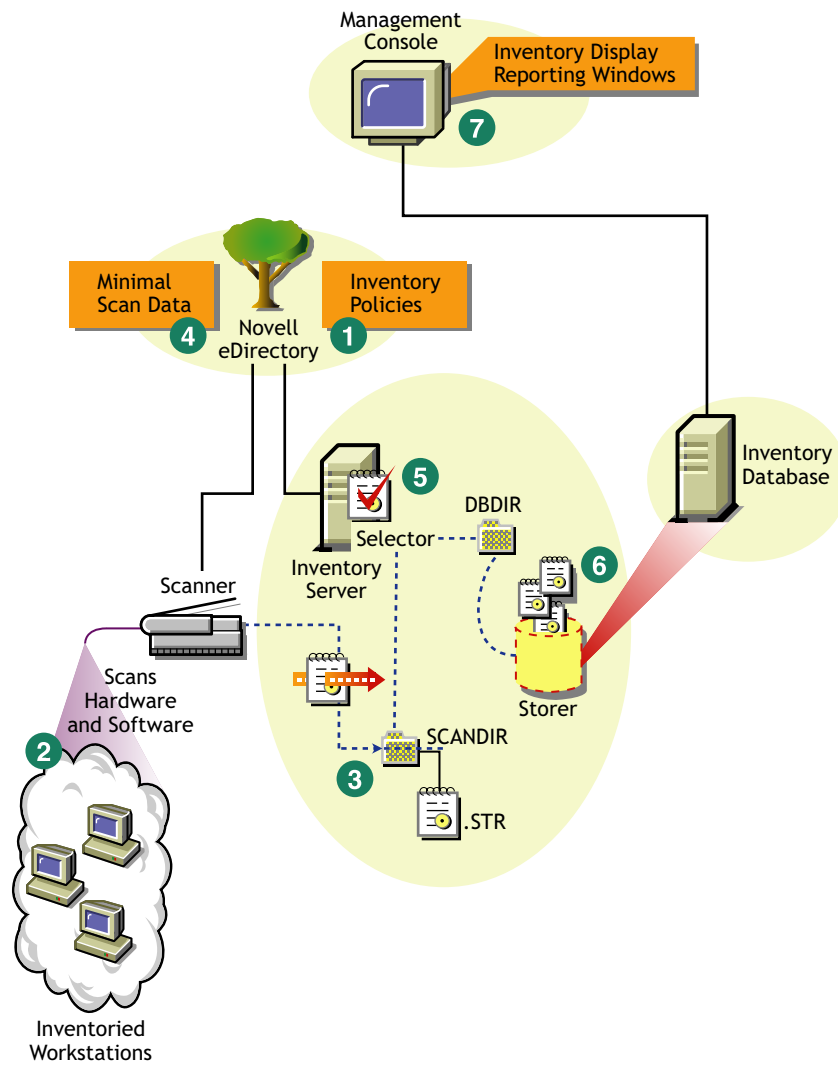 Management
Console
Inventory Display
Reporting Windows
7
Minimal
Scan Data
4
Novell
eDirectory
Inventory
Policies
1
Inventory
Database
5
Selector
Inventory
Server
DBDIR
6
Storer
Scanner
Scans
Hardware
and Software
2
SCANDIR
3
.STR
Inventoried
Workstations